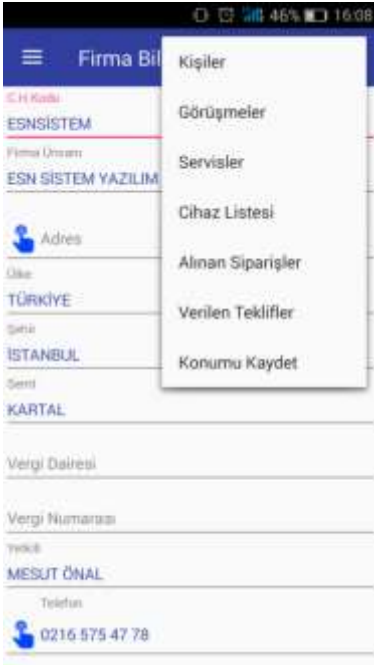 46% 16:08
Firma Bil
Kişiler
Görüşmeler
Servisler
Cihaz Listesi
Alınan Siparişler
Verilen Teklifler
Konumu Kaydet
C.H Kodu
ESNSİSTEM
Firma Ünvanı
ESN SİSTEM YAZILIM
Adres
Ülke
TÜRKİYE
Şehir
İSTANBUL
Semt
KARTAL
Vergi Dairesi
Vergi Numarası
Yetkili
MESUT ÖNAL
Telefon
0216 575 47 78